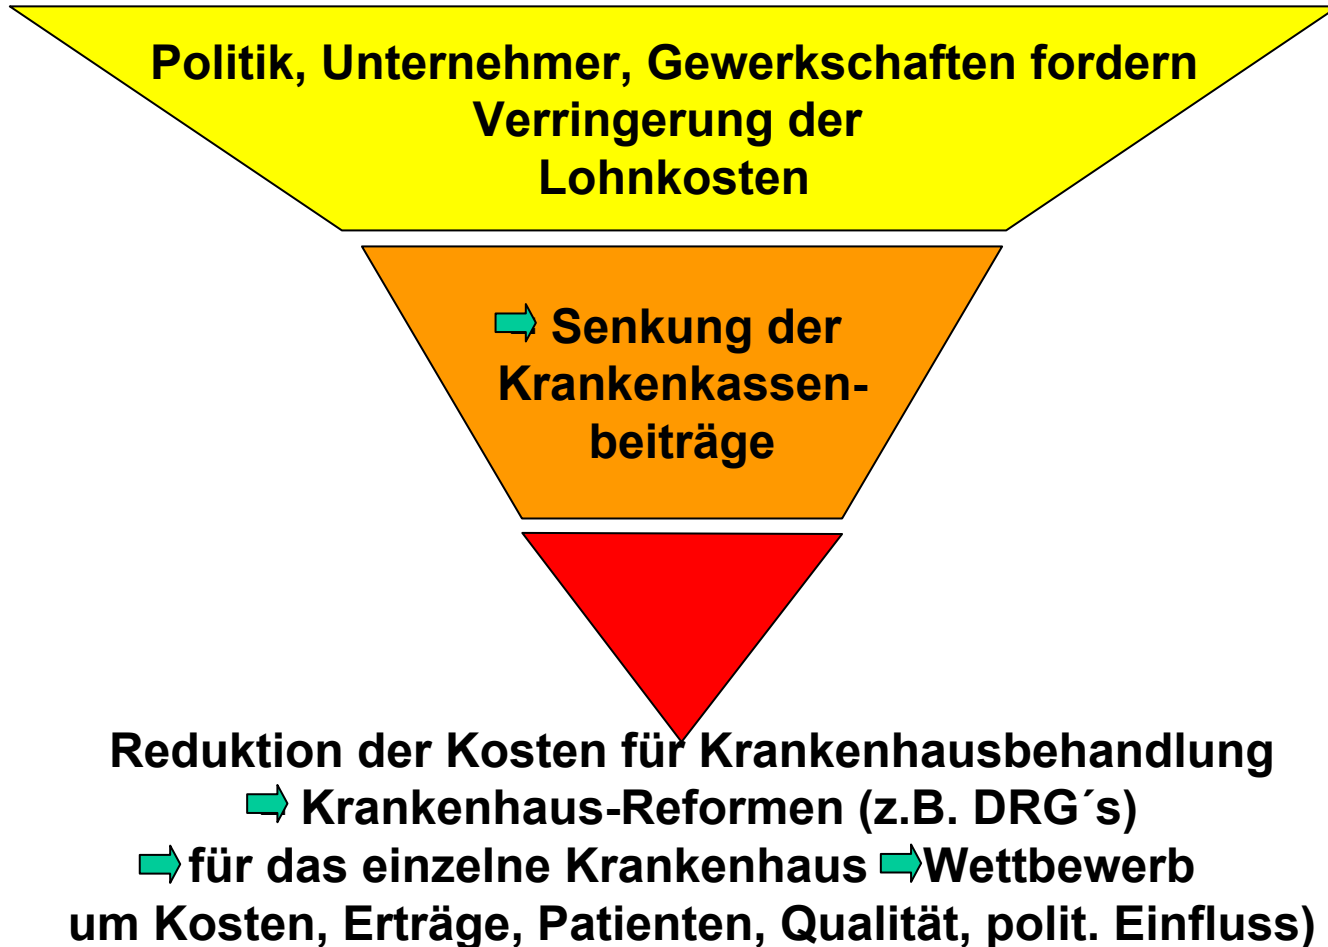 Politik, Unternehmer, Gewerkschaften fordern
Verringerung der
Lohnkosten
Senkung der
Krankenkassen-
beiträge
Reduktion der Kosten für Krankenhausbehandlung
Krankenhaus-Reformen (z.B. DRG´s)
für das einzelne Krankenhaus Wettbewerb
um Kosten, Erträge, Patienten, Qualität, polit. Einfluss)